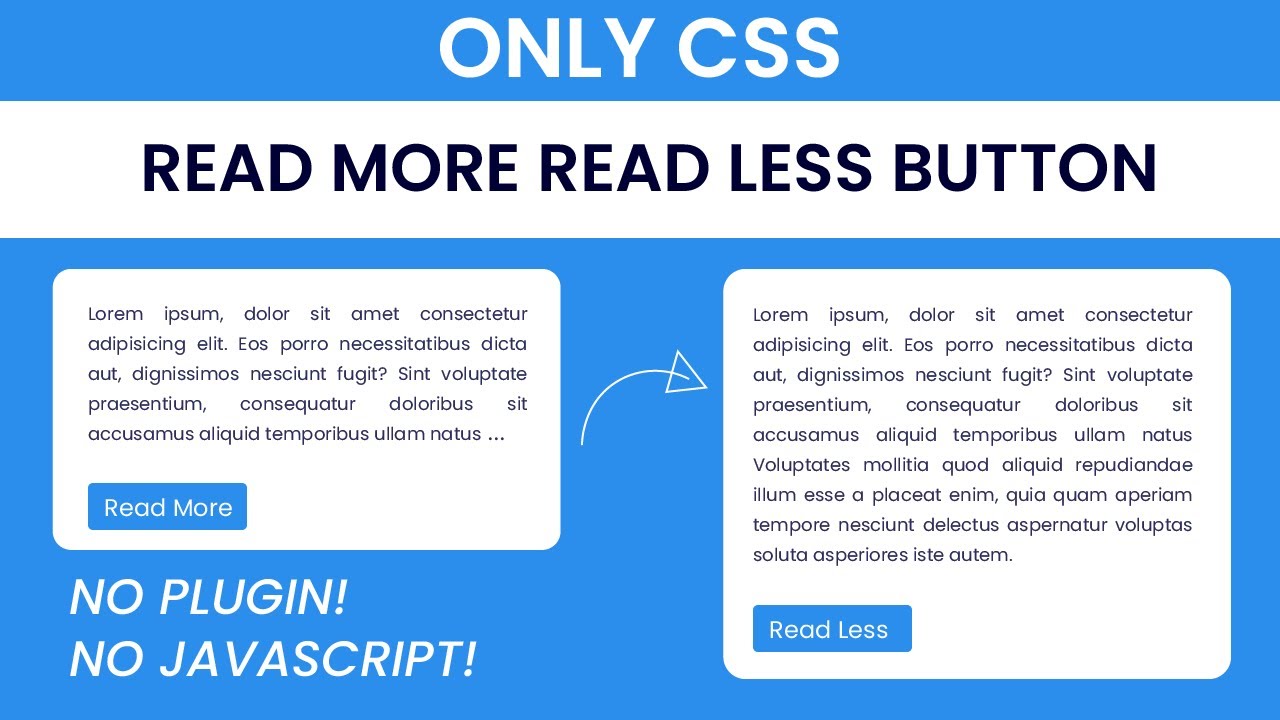 ONLY CSS
READ MORE READ LESS BUTTON
Lorem ipsum, dolor sit amet consectetur
adipisicing elit. Eos porro necessitatibus dicta
aut, dignissimos nesciunt fugit? Sint voluptate
praesentium, consequatur doloribus sit
accusamus aliquid temporibus ullam natus ...
Read More
NO PLUGIN!
NO JAVASCRIPT!
Lorem ipsum, dolor sit amet consectetur
adipisicing elit. Eos porro necessitatibus dicta
aut, dignissimos nesciunt fugit? Sint voluptate
praesentium, consequatur doloribus sit
accusamus aliquid temporibus ullam natus
Voluptates mollitia quod aliquid repudiandae
illum esse a placeat enim, quia quam aperiam
tempore nesciunt delectus aspernatur voluptas
soluta asperiores iste autem.
Read Less